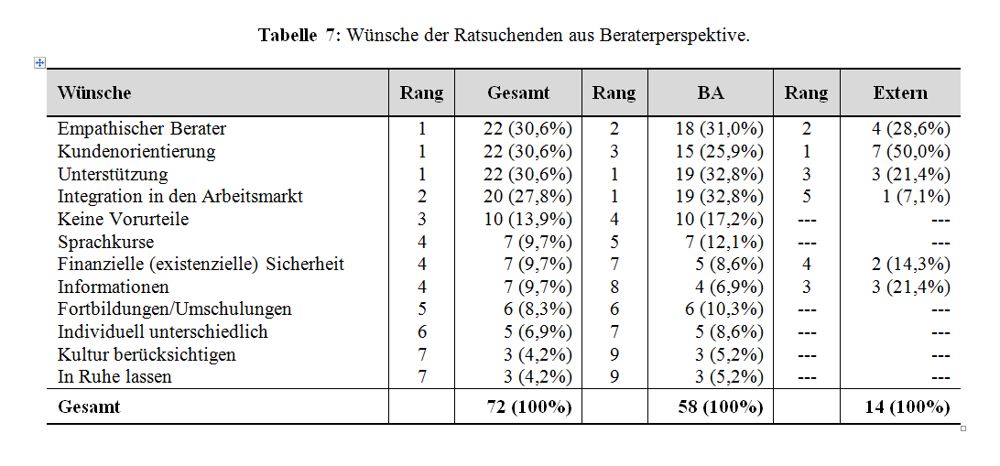 Tabelle 7: Wünsche der Ratsuchenden aus Beraterperspektive.
Wünsche Rang Gesamt Rang BA Rang Extern
Empathischer Berater 1 22 (30,6%) 2 18 (31,0%) 2 4 (28,6%)
Kundenorientierung 1 22 (30,6%) 3 15 (25,9%) 1 7 (50,0%)
Unterstützung 1 22 (30,6%) 1 19 (32,8%) 3 3 (21,4%)
Integration in den Arbeitsmarkt 2 20 (27,8%) 1 19 (32,8%) 5 1 (7,1%)
Keine Vorurteile 3 10 (13,9%) 4 10 (17,2%) --- ---
Sprachkurse 4 7 (9,7%) 5 7 (12,1%) --- ---
Finanzielle (existenzielle) Sicherheit 4 7 (9,7%) 7 5 (8,6%) 4 2 (14,3%)
Informationen 4 7 (9,7%) 8 4 (6,9%) 3 3 (21,4%)
Fortbildungen/Umschulungen 5 6 (8,3%) 6 6 (10,3%) --- ---
Individuell unterschiedlich 6 5 (6,9%) 7 5 (8,6%) --- ---
Kultur berücksichtigen 7 3 (4,2%) 9 3 (5,2%) --- ---
In Ruhe lassen 7 3 (4,2%) 9 3 (5,2%) --- ---
Gesamt 72 (100%) 58 (100%) 14 (100%)